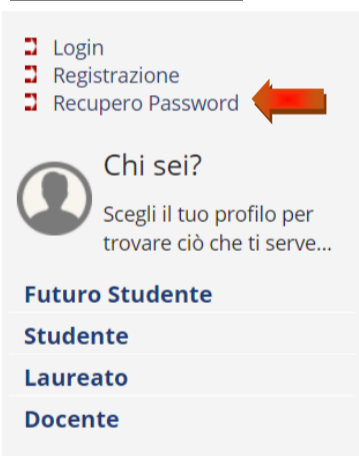 Login
Registrazione
Recupero Password
Chi sei?
Scegli il tuo profilo per
trovare ciò che ti serve...
Futuro Studente
Studente
Laureato
Docente